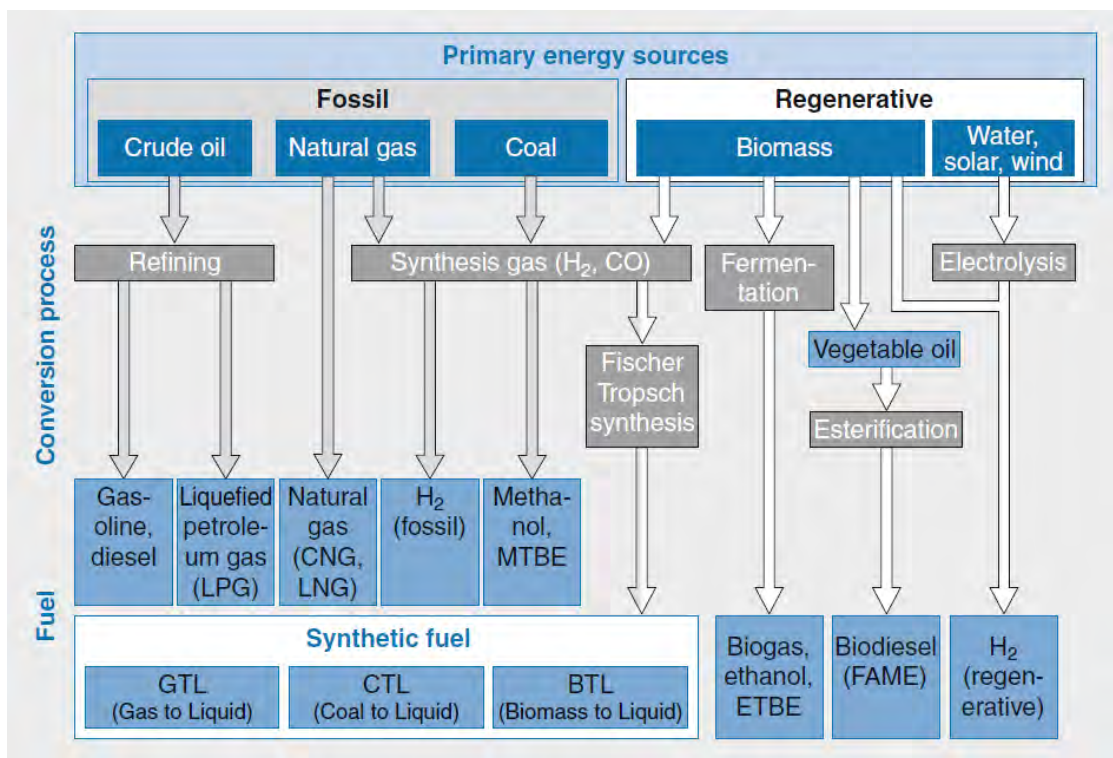 Primary energy sources
Fossil
Regenerative
Crude oil
Natural gas
Coal
Biomass
Water,
solar, wind
Conversion process
Refining
Synthesis gas (H₂, CO)
Fermen-
tation
Electrolysis
Vegetable oil
Fischer
Tropsch
synthesis
Esterification
Fuel
Gas-
oline,
diesel
Liquefied
petrole-
um gas
(LPG)
Natural
gas
(CNG,
LNG)
H₂
(fossil)
Metha-
nol,
MTBE
Synthetic fuel
GTL
(Gas to Liquid)
CTL
(Coal to Liquid)
BTL
(Biomass to Liquid)
Biogas,
ethanol,
ETBE
Biodiesel
(FAME)
H₂
(regen-
erative)